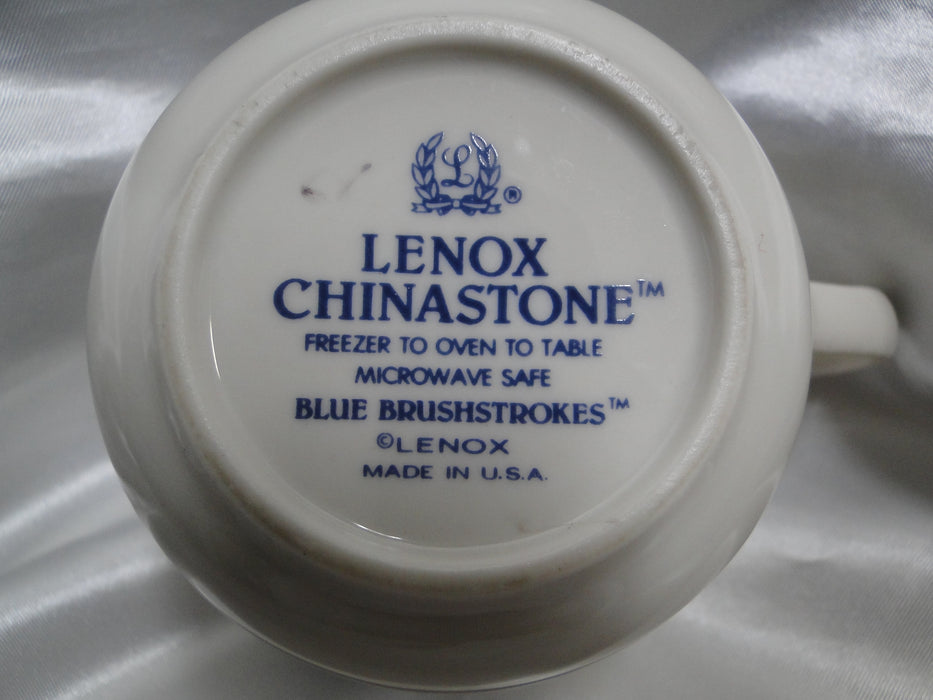 L ®
LENOX
CHINASTONE™
FREEZER TO OVEN TO TABLE
MICROWAVE SAFE
BLUE BRUSHSTROKES™
©LENOX
MADE IN U.S.A.